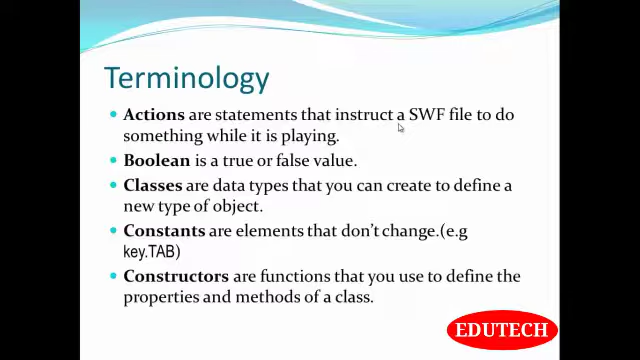 Terminology
• Actions are statements that instruct a SWF file to do
something while it is playing.
• Boolean is a true or false value.
• Classes are data types that you can create to define a
new type of object.
• Constants are elements that don't change.(e.g
key.TAB)
• Constructors are functions that you use to define the
properties and methods of a class.
EDUTECH